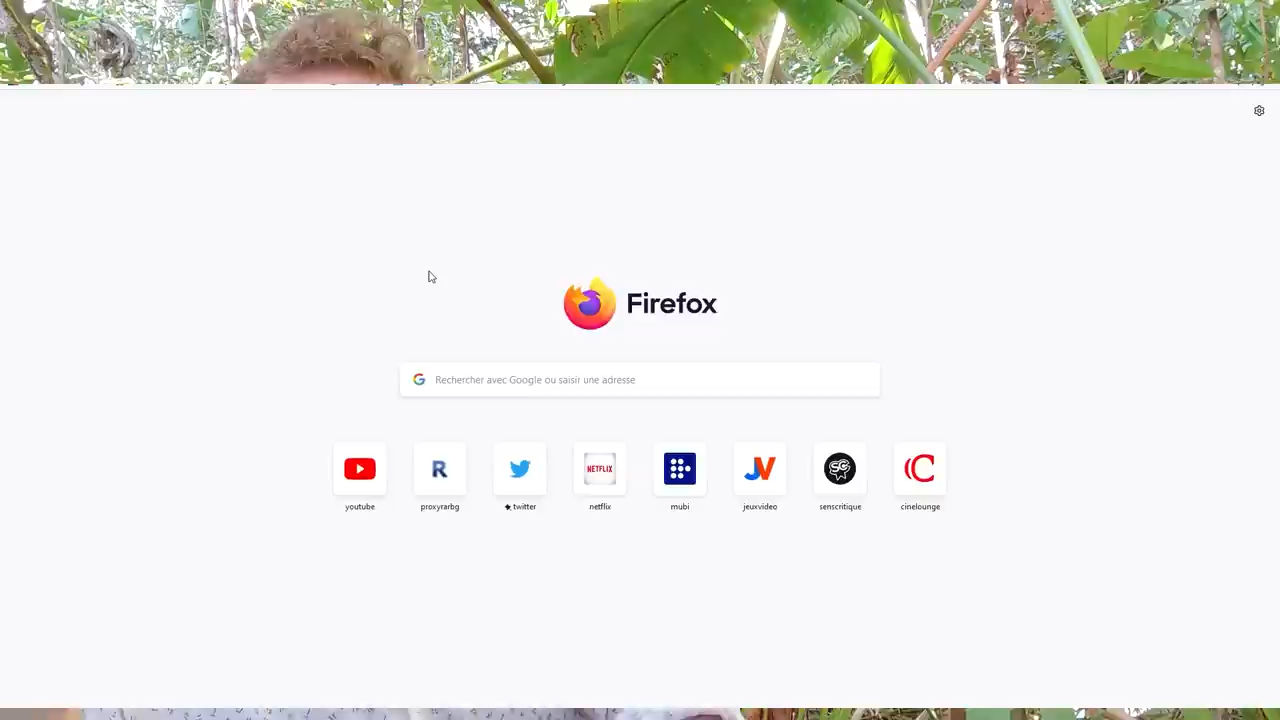 Firefox
Rechercher avec Google ou saisir une adresse
NETFLIX
youtube
proxyrarbg
twitter
netflix
mubi
jeuxvideo
senscritique
cinelounge